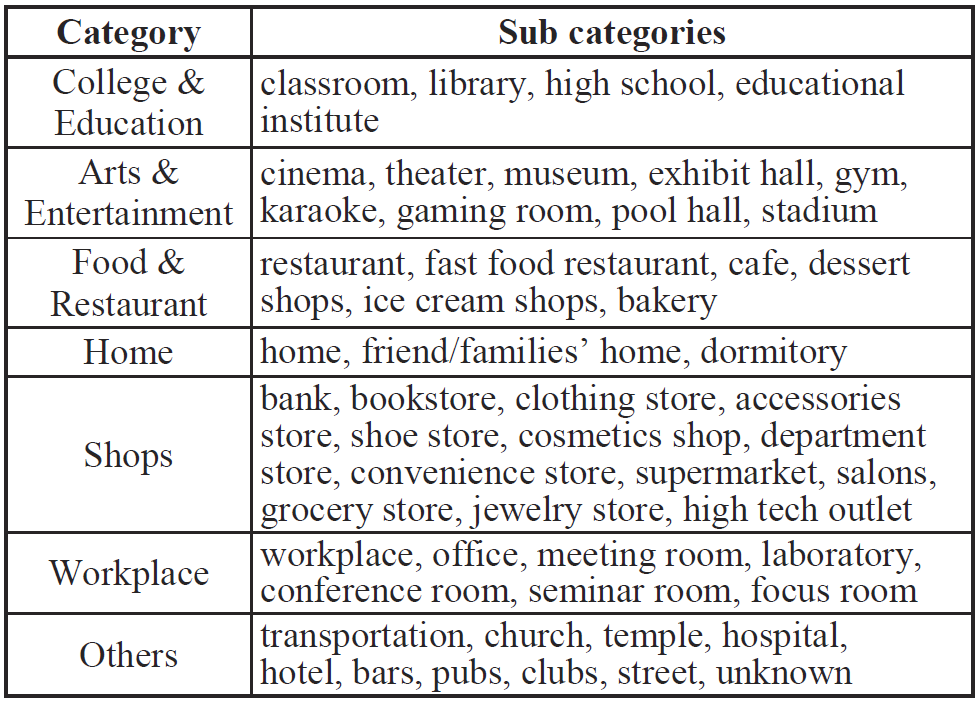 Category Sub categories
College &
Education
classroom, library, high school, educational
institute
Arts &
Entertainment
cinema, theater, museum, exhibit hall, gym,
karaoke, gaming room, pool hall, stadium
Food &
Restaurant
restaurant, fast food restaurant, cafe, dessert
shops, ice cream shops, bakery
Home
home, friend/families’ home, dormitory
Shops
bank, bookstore, clothing store, accessories
store, shoe store, cosmetics shop, department
store, convenience store, supermarket, salons,
grocery store, jewelry store, high tech outlet
Workplace
workplace, office, meeting room, laboratory,
conference room, seminar room, focus room
Others
transportation, church, temple, hospital,
hotel, bars, pubs, clubs, street, unknown